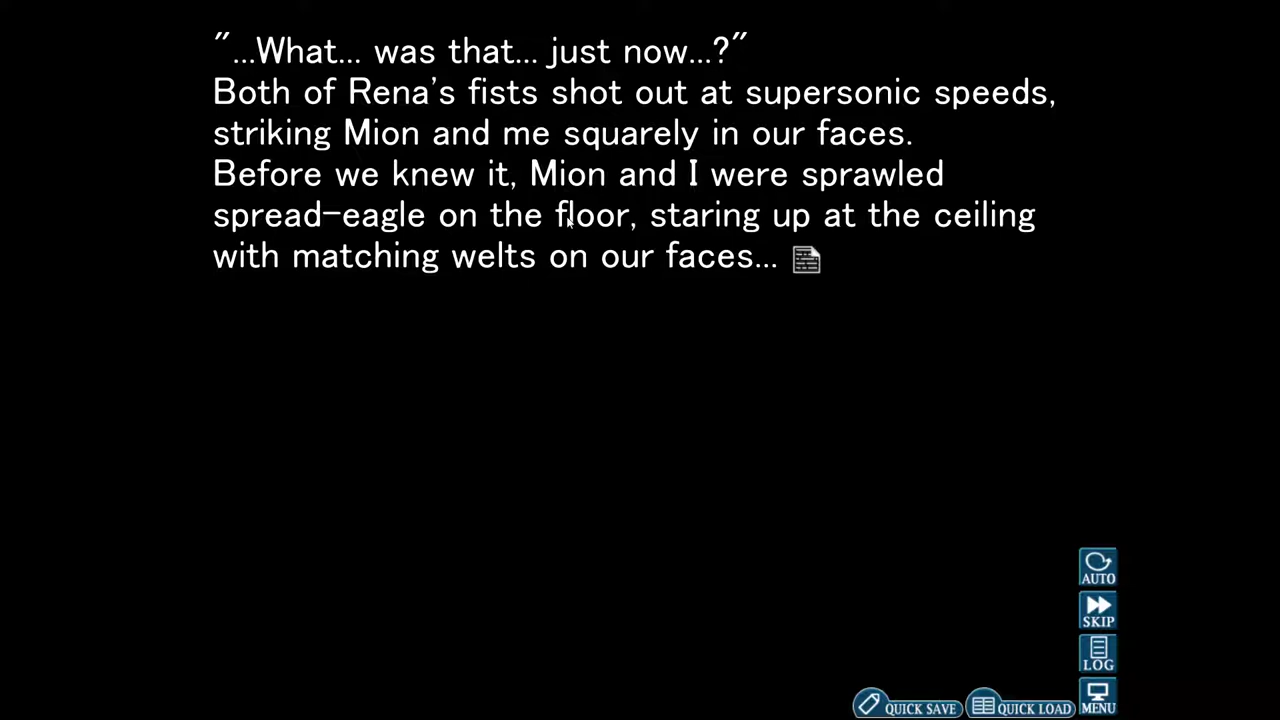 "...What... was that... just now...?"
Both of Rena's fists shot out at supersonic speeds,
striking Mion and me squarely in our faces.
Before we knew it, Mion and I were sprawled
spread-eagle on the floor, staring up at the ceiling
with matching welts on our faces...
AUTO
SKIP
LOG
MENU
QUICK SAVE
QUICK LOAD